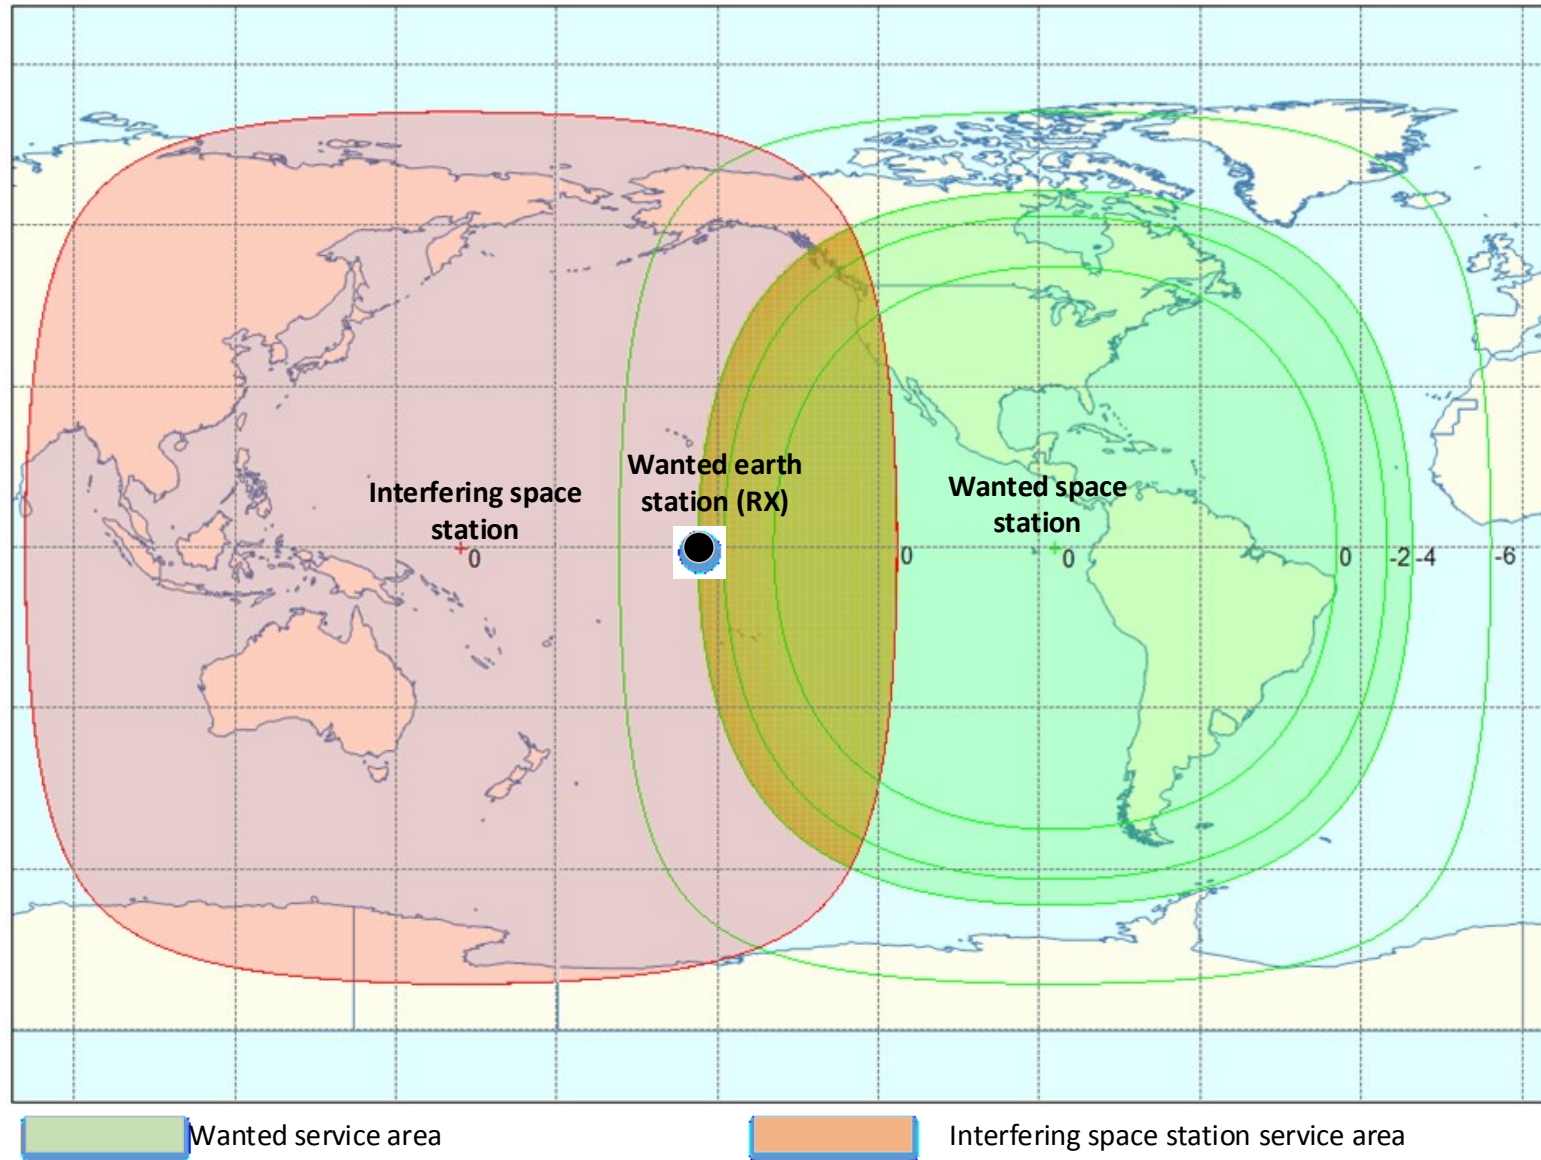 Wanted earth
station (RX)
Interfering space
station
Wanted space
station
0
0
0
0
-2
-4
-6
Wanted service area
Interfering space station service area